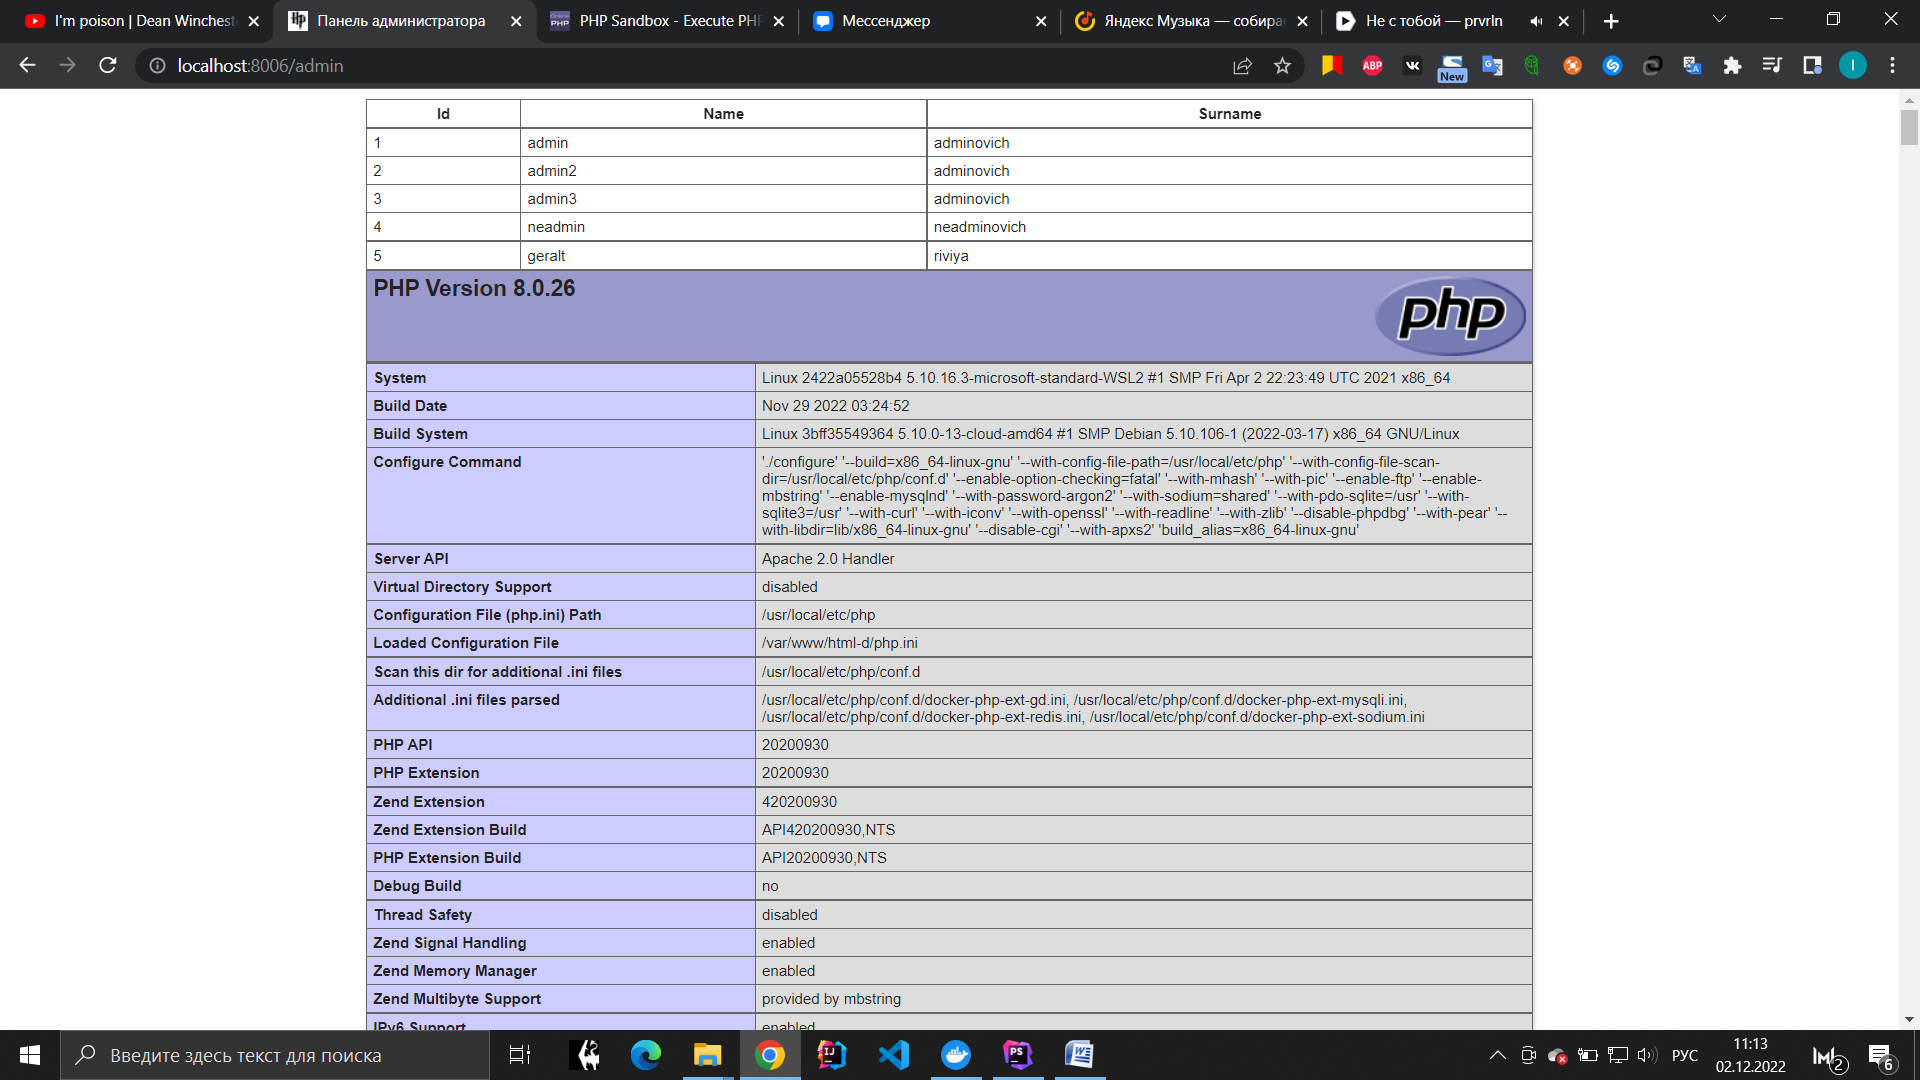 I'm poison | Dean Winchest
Панель администратора
PHP Sandbox - Execute PHP
Мессенджер
Яндекс Музыка — собира
Не с тобой — prvrln
localhost:8006/admin
ABP
New
I
Id Name Surname
1 admin adminovich
2 admin2 adminovich
3 admin3 adminovich
4 neadmin neadminovich
5 geralt riviya
PHP Version 8.0.26
php
System Linux 2422a05528b4 5.10.16.3-microsoft-standard-WSL2 #1 SMP Fri Apr 2 22:23:49 UTC 2021 x86_64
Build Date Nov 29 2022 03:24:52
Build System Linux 3bff35549364 5.10.0-13-cloud-amd64 #1 SMP Debian 5.10.106-1 (2022-03-17) x86_64 GNU/Linux
Configure Command './configure' '--build=x86_64-linux-gnu' '--with-config-file-path=/usr/local/etc/php' '--with-config-file-scan-
dir=/usr/local/etc/php/conf.d' '--enable-option-checking=fatal' '--with-mhash' '--with-pic' '--enable-ftp' '--enable-
mbstring' '--enable-mysqlnd' '--with-password-argon2' '--with-sodium=shared' '--with-pdo-sqlite=/usr' '--with-
sqlite3=/usr' '--with-curl' '--with-iconv' '--with-openssl' '--with-readline' '--with-zlib' '--disable-phpdbg' '--with-pear' '--
with-libdir=lib/x86_64-linux-gnu' '--disable-cgi' '--with-apxs2' 'build_alias=x86_64-linux-gnu'
Server API Apache 2.0 Handler
Virtual Directory Support disabled
Configuration File (php.ini) Path /usr/local/etc/php
Loaded Configuration File /var/www/html-d/php.ini
Scan this dir for additional .ini files /usr/local/etc/php/conf.d
Additional .ini files parsed /usr/local/etc/php/conf.d/docker-php-ext-gd.ini, /usr/local/etc/php/conf.d/docker-php-ext-mysqli.ini,
/usr/local/etc/php/conf.d/docker-php-ext-redis.ini, /usr/local/etc/php/conf.d/docker-php-ext-sodium.ini
PHP API 20200930
PHP Extension 20200930
Zend Extension 420200930
Zend Extension Build API420200930,NTS
PHP Extension Build API20200930,NTS
Debug Build no
Thread Safety disabled
Zend Signal Handling enabled
Zend Memory Manager enabled
Zend Multibyte Support provided by mbstring
IPv6 Support enabled
Введите здесь текст для поиска
РУС
11:13
02.12.2022
2
6